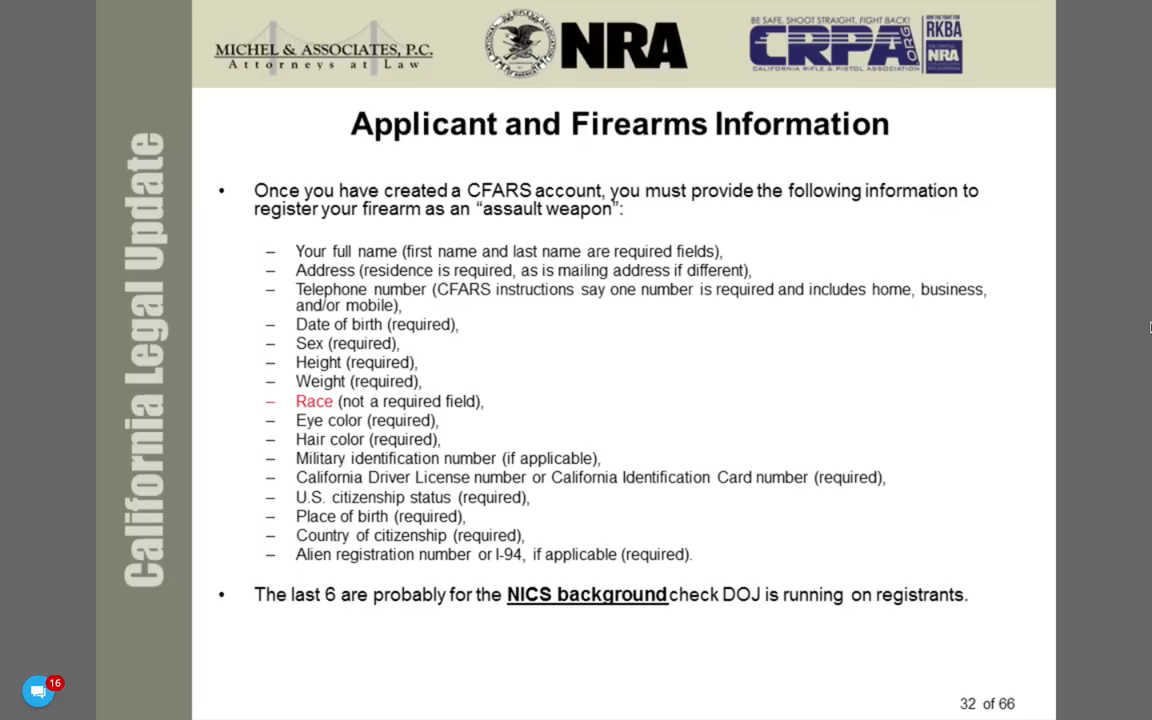 MICHEL & ASSOCIATES, P.C.
Attorneys at Law
NATIONAL RIFLE ASSOCIATION
NRA
BE SAFE, SHOOT STRAIGHT, FIGHT BACK!
CRPA.ORG
CALIFORNIA RIFLE & PISTOL ASSOCIATION
RKBA
NRA
California Legal Update
Applicant and Firearms Information
• Once you have created a CFARS account, you must provide the following information to
register your firearm as an “assault weapon”:
– Your full name (first name and last name are required fields),
– Address (residence is required, as is mailing address if different),
– Telephone number (CFARS instructions say one number is required and includes home, business,
and/or mobile),
– Date of birth (required),
– Sex (required),
– Height (required),
– Weight (required),
– Race (not a required field),
– Eye color (required),
– Hair color (required),
– Military identification number (if applicable),
– California Driver License number or California Identification Card number (required),
– U.S. citizenship status (required),
– Place of birth (required),
– Country of citizenship (required),
– Alien registration number or I-94, if applicable (required).
• The last 6 are probably for the NICS background check DOJ is running on registrants.
16
32 of 66